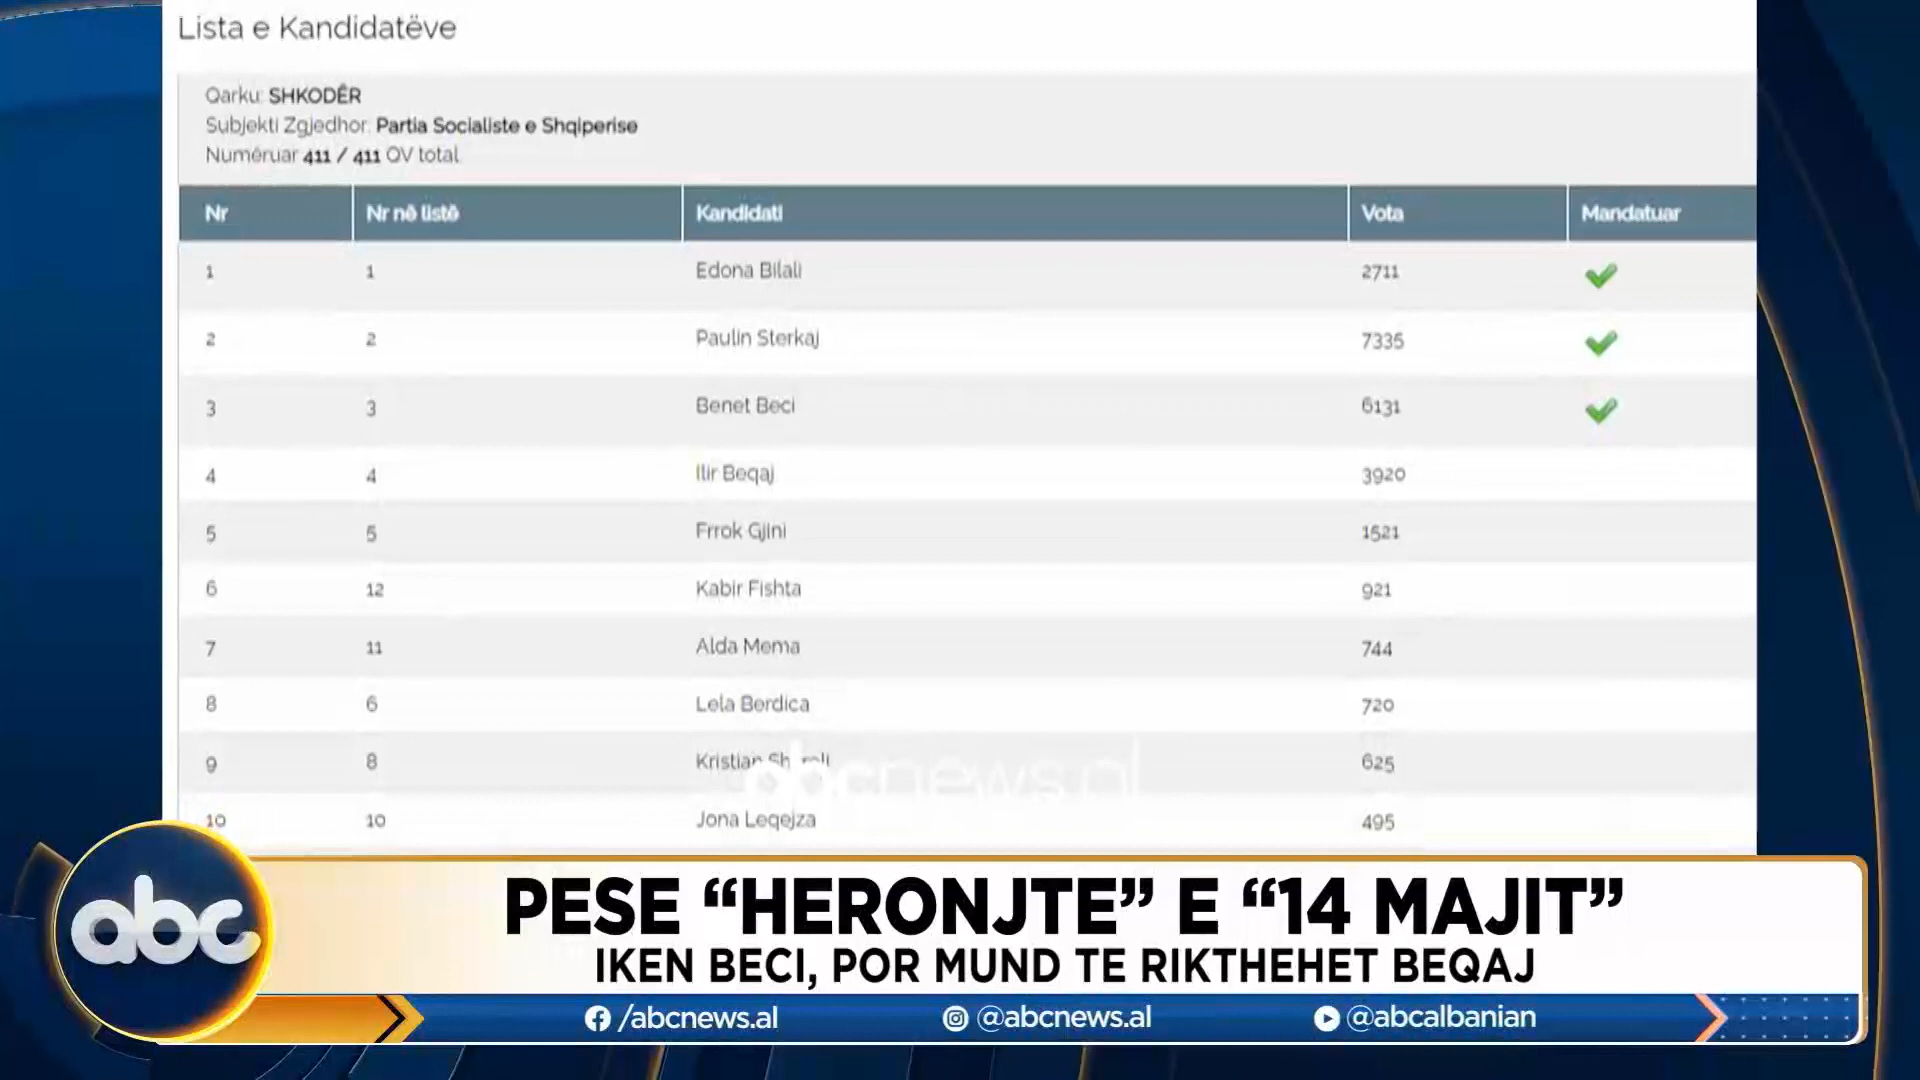 Lista e Kandidatëve
Qarku: SHKODËR
Subjekti Zgjedhor: Partia Socialiste e Shqiperise
Numëruar 411 / 411 QV total
Nr Nr në listë Kandidati Vota Mandatuar
1 1 Edona Bilali 2711
2 2 Paulin Sterkaj 7335
3 3 Benet Beci 6131
4 4 Ilir Beqaj 3920
5 5 Frrok Gjini 1521
6 12 Kabir Fishta 921
7 11 Alda Mema 744
8 6 Lela Berdica 720
9 8 Kristian 625
abcnews.al
10 10 Jona Leqejza 495
abc
PESE “HERONJTE” E “14 MAJIT”
IKEN BECI, POR MUND TE RIKTHEHET BEQAJ
/abcnews.al @abcnews.al @abcalbanian